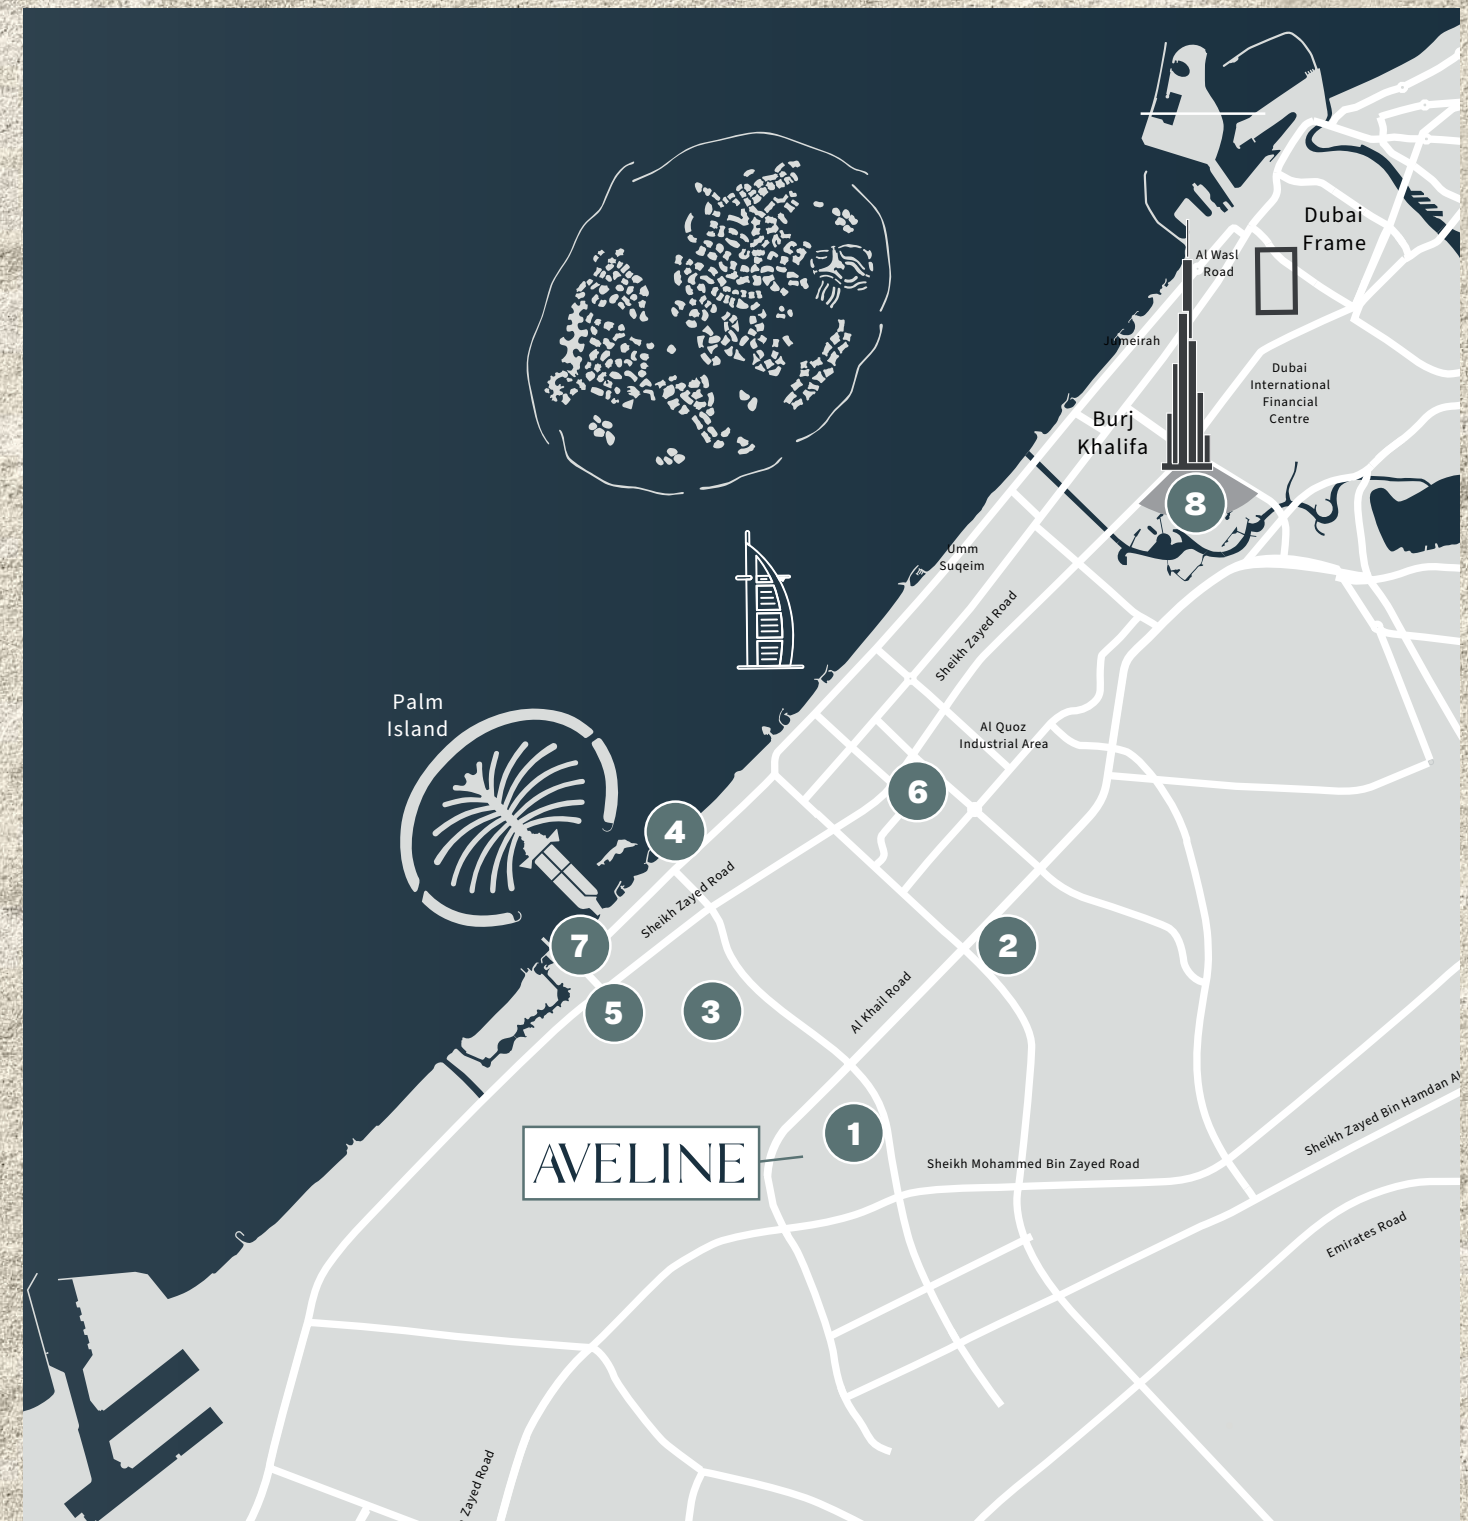 Dubai
Frame
Al Wasl
Road
Jumeirah
Dubai
International
Financial
Centre
Burj
Khalifa
8
Umm
Suqeim
Sheikh Zayed Road
Palm
Island
Al Quoz
Industrial Area
6
4
Sheikh Zayed Road
7
2
5
3
Al Khail Road
Sheikh Zayed Bin Hamdan Al
1
AVELINE
Sheikh Mohammed Bin Zayed Road
Emirates Road
Zayed Road